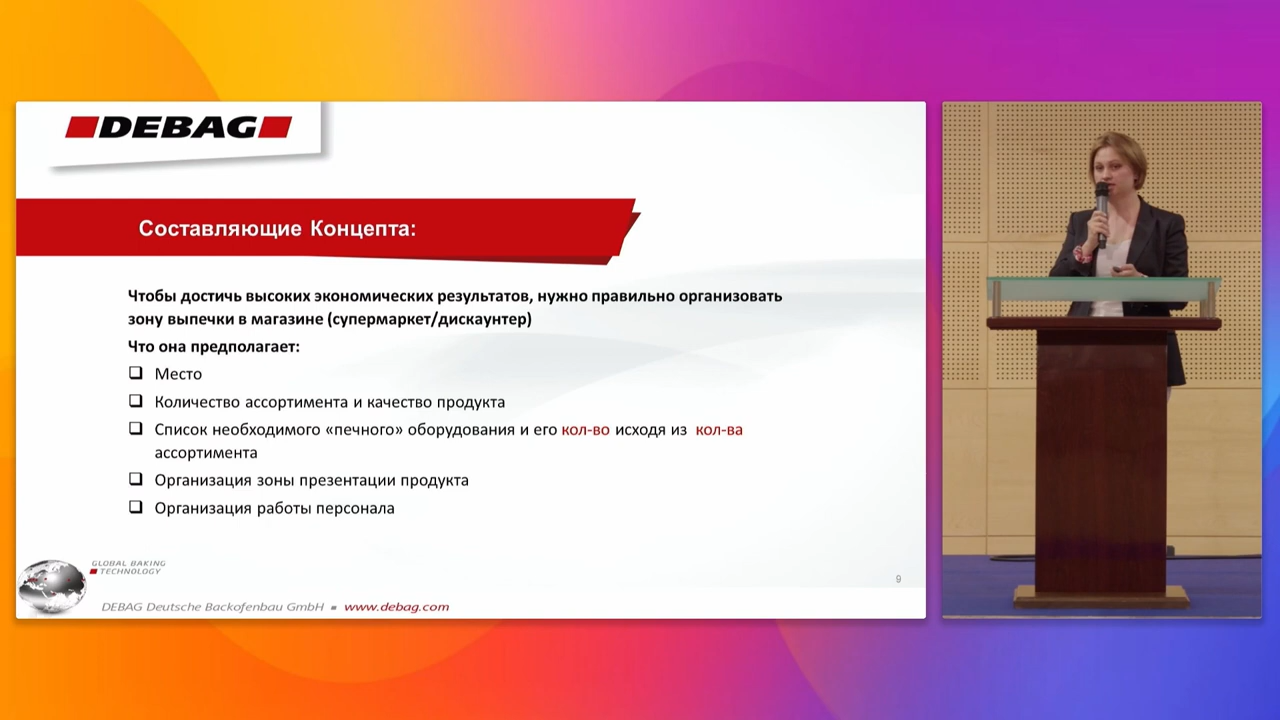 DEBAG
Составляющие Концепта:
Чтобы достичь высоких экономических результатов, нужно правильно организовать
зону выпечки в магазине (супермаркет/дискаунтер)
Что она предполагает:
Место
Количество ассортимента и качество продукта
Список необходимого «печного» оборудования и его кол-во исходя из кол-ва
ассортимента
Организация зоны презентации продукта
Организация работы персонала
GLOBAL BAKING
TECHNOLOGY
9
DEBAG Deutsche Backofenbau GmbH ▪ www.debag.com